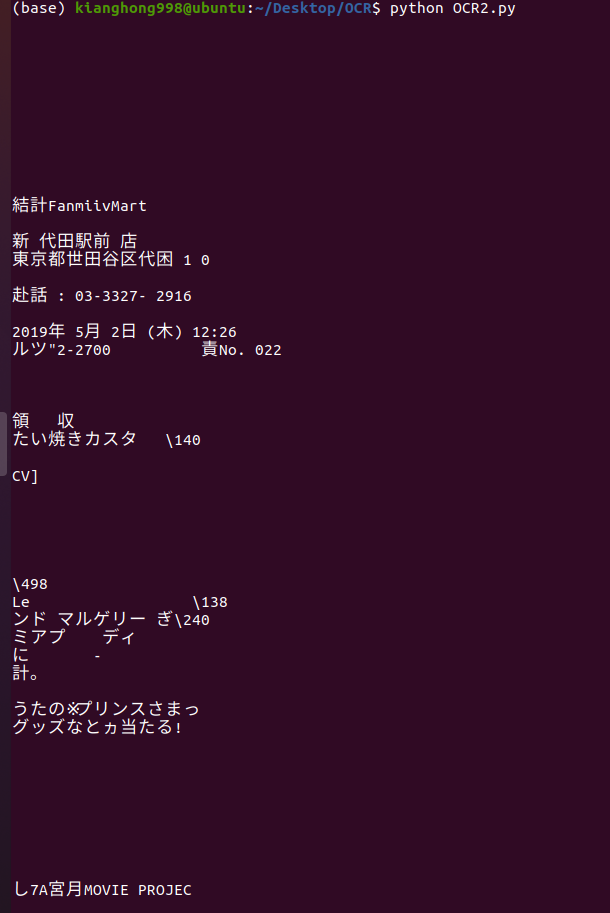 (base) kianghong998@ubuntu:~/Desktop/OCR$ python OCR2.py
結計FanmiivMart
新 代田駅前 店
東京都世田谷区代困 1 0
赴話 : 03-3327- 2916
2019年 5月 2日 (木) 12:26
ルツ"2-2700 責No. 022
領 収
たい焼きカスタ \140
CV]
\498
Le \138
ンド マルゲリー ぎ\240
ミアプ ディ
に -
計。
うたの※プリンスさまっ
グッズなとヵ当たる!
し7A宮月MOVIE PROJEC